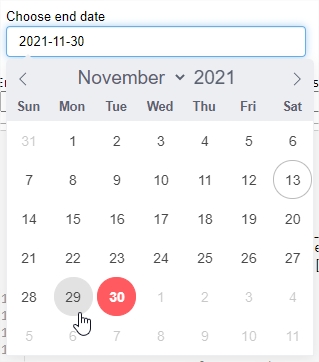 Choose end date
2021-11-30
November 2021
Sun Mon Tue Wed Thu Fri Sat
31 1 2 3 4 5 6
7 8 9 10 11 12 13
14 15 16 17 18 19 20
21 22 23 24 25 26 27
28 29 30 1 2 3 4
5 6 7 8 9 10 11